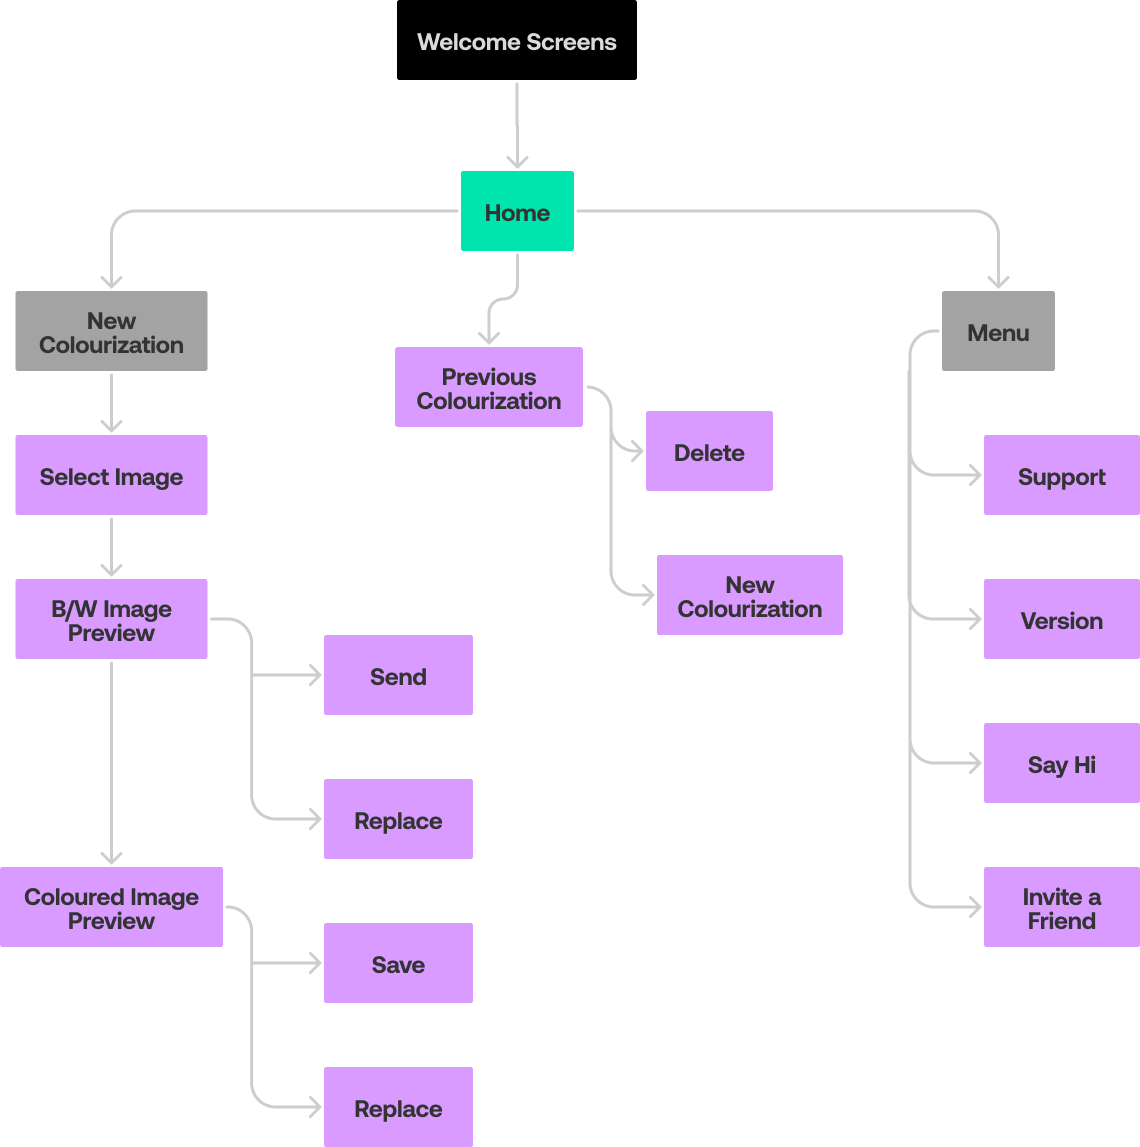 Welcome Screens
Home
New
Colourization
Menu
Previous
Colourization
Delete
Select Image
Support
New
Colourization
B/W Image
Preview
Version
Send
Say Hi
Replace
Coloured Image
Preview
Invite a
Friend
Save
Replace